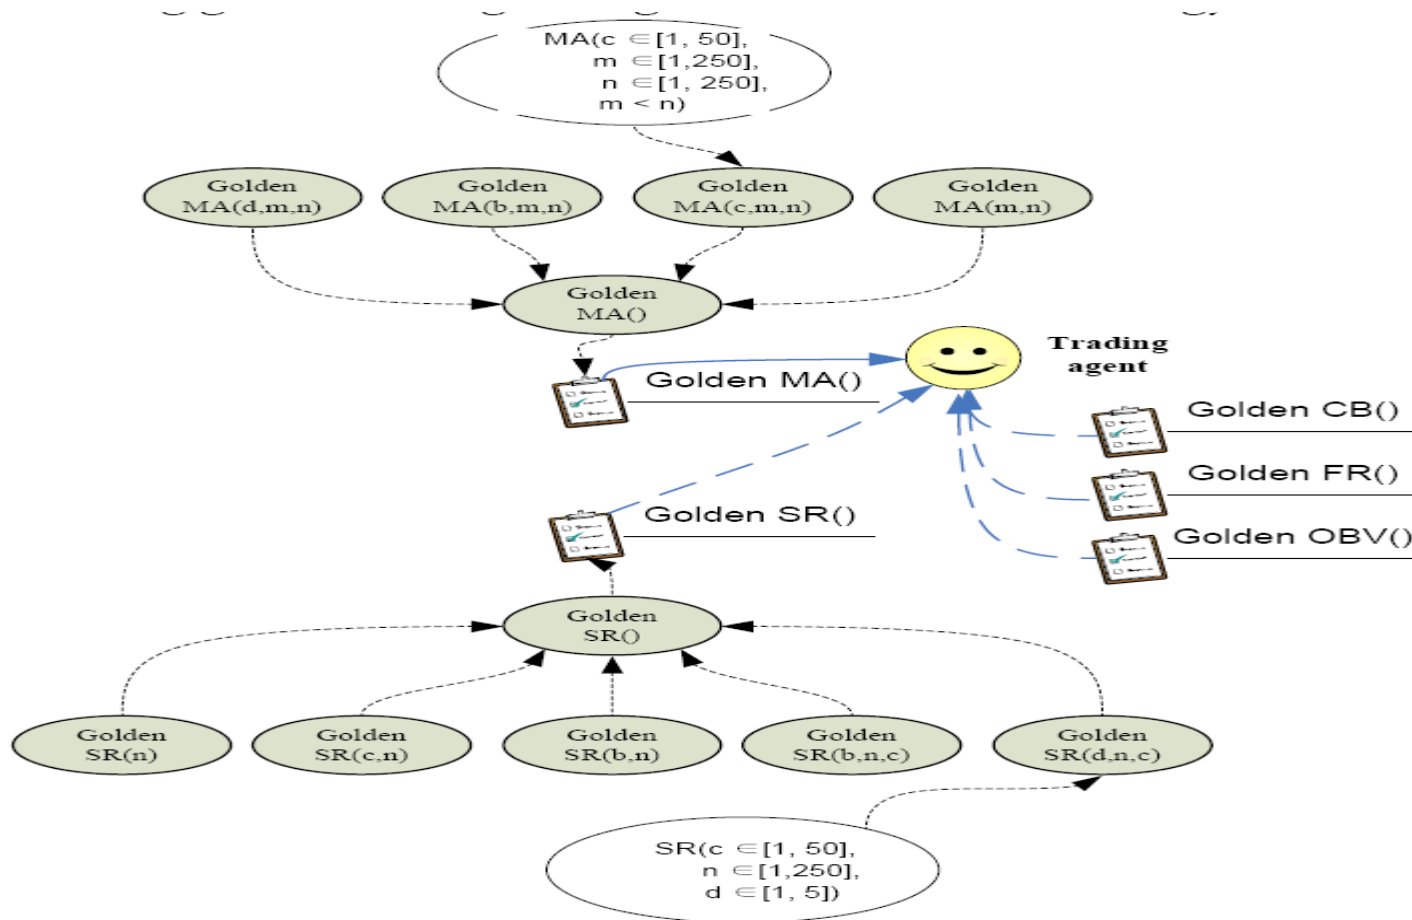 MA(c ∈[1, 50],
m ∈[1,250],
n ∈[1, 250],
m < n)
Golden
MA(d,m,n)
Golden
MA(b,m,n)
Golden
MA(c,m,n)
Golden
MA(m,n)
Golden
MA()
Trading
agent
Golden MA()
Golden CB()
Golden FR()
Golden SR()
Golden OBV()
Golden
SR()
Golden
SR(n)
Golden
SR(c,n)
Golden
SR(b,n)
Golden
SR(b,n,c)
Golden
SR(d,n,c)
SR(c ∈[1, 50],
n ∈[1,250],
d ∈[1, 5])